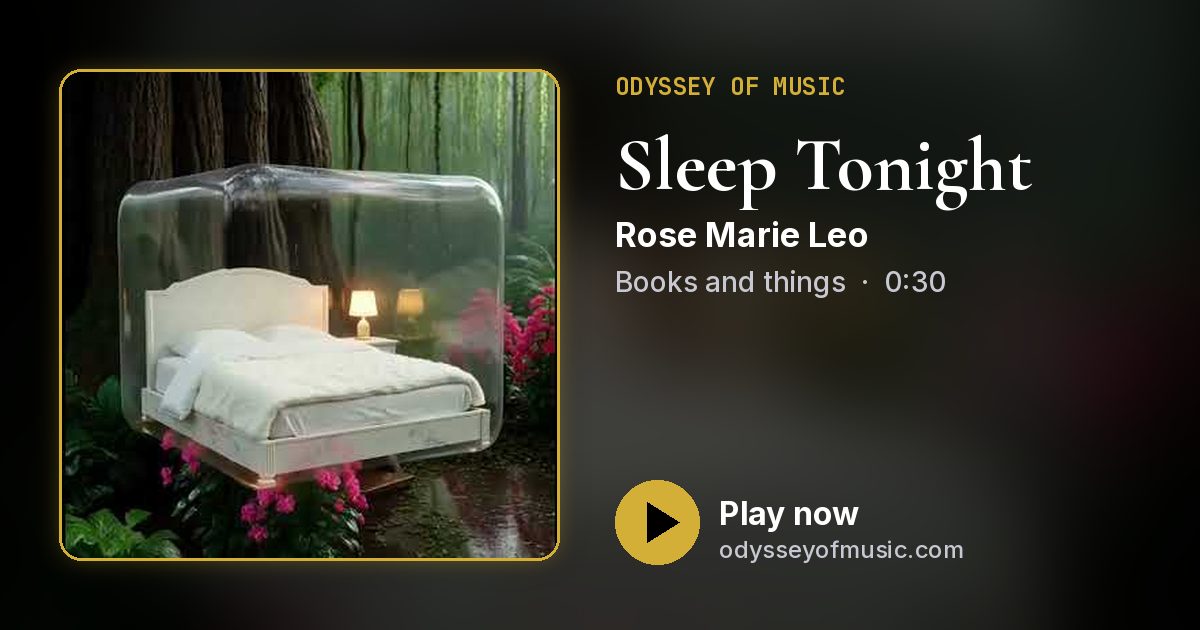 ODYSSEY OF MUSIC
Sleep Tonight
Rose Marie Leo
Books and things · 0:30
Play now
odysseyofmusic.com